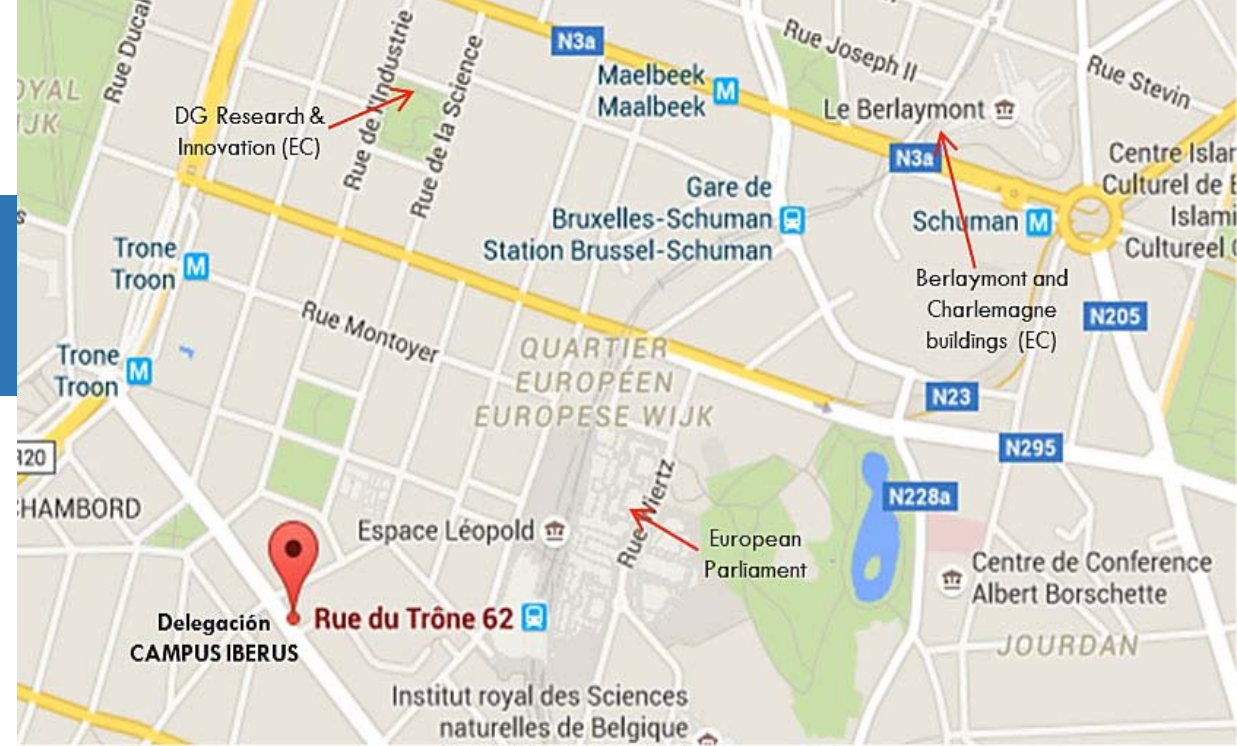 Rue Ducal
N3a
Rue de l'Industrie
Rue de la Science
Rue Joseph II
Rue Stevin
Maelbeek
Maalbeek
M
Le Berlaymont
OYAL
IJK
DG Research &
Innovation (EC)
N3a
Centre Islam
Culturel de B
Islami
Cultureel
Gare de
Bruxelles-Schuman
Station Brussel-Schuman
Schuman M
Trone
Troon
M
Berlaymont and
Charlemagne
buildings (EC)
N205
Rue Montoyer
Trone
Troon
M
QUARTIER
EUROPÉEN
EUROPESE WIJK
N23
R20
N295
HAMBORD
N228a
Rue Wiertz
Espace Léopold
European
Parliament
Centre de Conference
Albert Borschette
Delegación
CAMPUS IBERUS
Rue du Trône 62
JOURDAN
Institut royal des Sciences
naturelles de Belgique